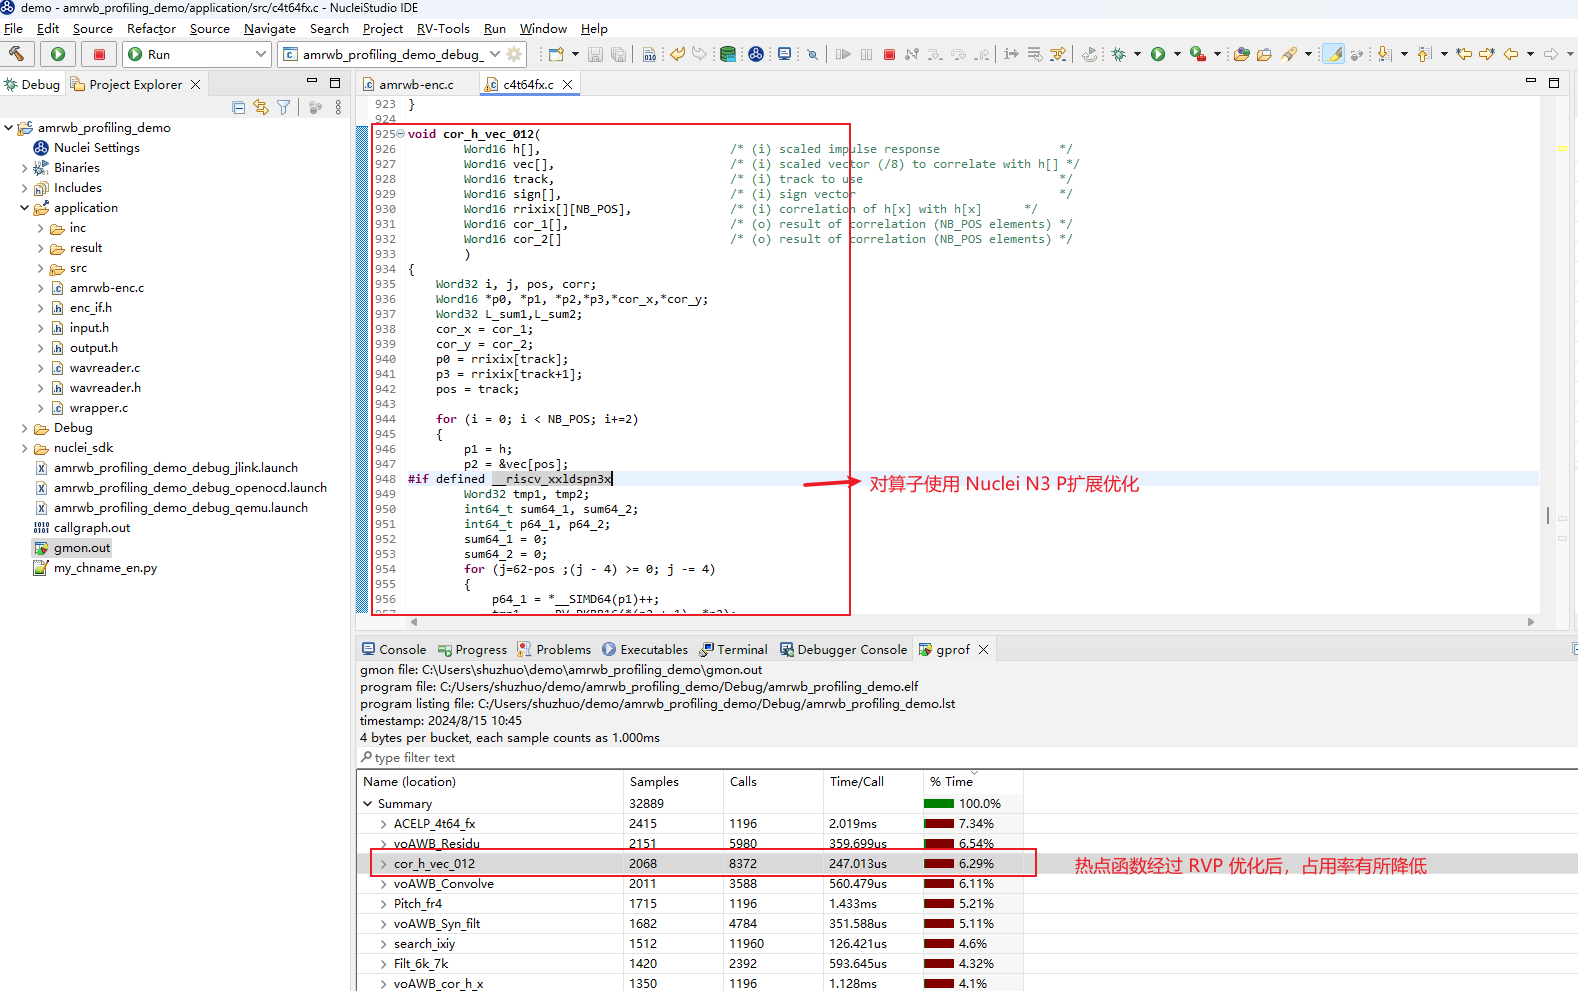 demo - amrwb_profiling_demo/application/src/c4t64fx.c - NucleiStudio IDE
File Edit Source Refactor Source Navigate Search Project RV-Tools Run Window Help
Run
amrwb_profiling_demo_debug_
Debug
Project Explorer
amrwb_profiling_demo
Nuclei Settings
Binaries
Includes
application
inc
result
src
amrwb-enc.c
enc_if.h
input.h
output.h
wavreader.c
wavreader.h
wrapper.c
Debug
nuclei_sdk
amrwb_profiling_demo_debug_jlink.launch
amrwb_profiling_demo_debug_openocd.launch
amrwb_profiling_demo_debug_qemu.launch
callgraph.out
gmon.out
my_chname_en.py
amrwb-enc.c
c4t64fx.c
923 }
924
925 void cor_h_vec_012(
926 Word16 h[], /* (i) scaled impulse response */
927 Word16 vec[], /* (i) scaled vector (/8) to correlate with h[] */
928 Word16 track, /* (i) track to use */
929 Word16 sign[], /* (i) sign vector */
930 Word16 rrixix[][NB_POS], /* (i) correlation of h[x] with h[x] */
931 Word16 cor_1[], /* (o) result of correlation (NB_POS elements) */
932 Word16 cor_2[] /* (o) result of correlation (NB_POS elements) */
933 )
934 {
935 Word32 i, j, pos, corr;
936 Word16 *p0, *p1, *p2,*p3,*cor_x,*cor_y;
937 Word32 L_sum1,L_sum2;
938 cor_x = cor_1;
939 cor_y = cor_2;
940 p0 = rrixix[track];
941 p3 = rrixix[track+1];
942 pos = track;
943
944 for (i = 0; i < NB_POS; i+=2)
945 {
946 p1 = h;
947 p2 = &vec[pos];
948 #if defined __riscv_xxldspn3x
949 Word32 tmp1, tmp2;
950 int64_t sum64_1, sum64_2;
951 int64_t p64_1, p64_2;
952 sum64_1 = 0;
953 sum64_2 = 0;
954 for (j=62-pos ;(j - 4) >= 0; j -= 4)
955 {
956 p64_1 = *__SIMD64(p1)++;
对算子使用 Nuclei N3 P扩展优化
Console Progress Problems Executables Terminal Debugger Console gprof
gmon file: C:\Users\shuzhuo\demo\amrwb_profiling_demo\gmon.out
program file: C:/Users/shuzhuo/demo/amrwb_profiling_demo/Debug/amrwb_profiling_demo.elf
program listing file: C:/Users/shuzhuo/demo/amrwb_profiling_demo/Debug/amrwb_profiling_demo.lst
timestamp: 2024/8/15 10:45
4 bytes per bucket, each sample counts as 1.000ms
type filter text
Name (location) Samples Calls Time/Call % Time
Summary 32889 100.0%
ACELP_4t64_fx 2415 1196 2.019ms 7.34%
voAWB_Residu 2151 5980 359.699us 6.54%
cor_h_vec_012 2068 8372 247.013us 6.29%
热点函数经过 RVP 优化后，占用率有所降低
voAWB_Convolve 2011 3588 560.479us 6.11%
Pitch_fr4 1715 1196 1.433ms 5.21%
voAWB_Syn_filt 1682 4784 351.588us 5.11%
search_ixiy 1512 11960 126.421us 4.6%
Filt_6k_7k 1420 2392 593.645us 4.32%
voAWB_cor_h_x 1350 1196 1.128ms 4.1%